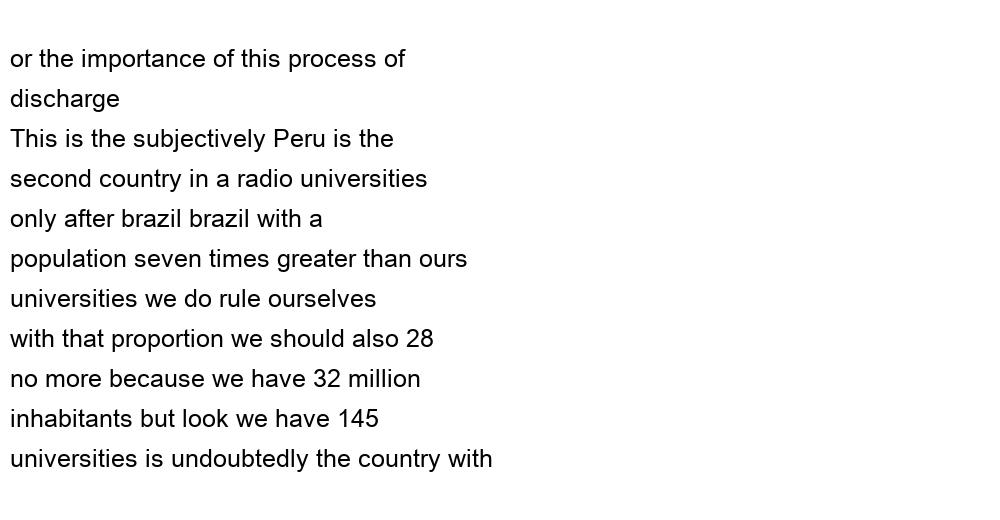 or the importance of this process of
discharge
This is the subjectively Peru is the
second country in a radio universities
only after brazil brazil with a
population seven times greater than ours
universities we do rule ourselves
with that proportion we should also 28
no more because we have 32 million
inhabitants but look we have 145
universities is undoubtedly the country with